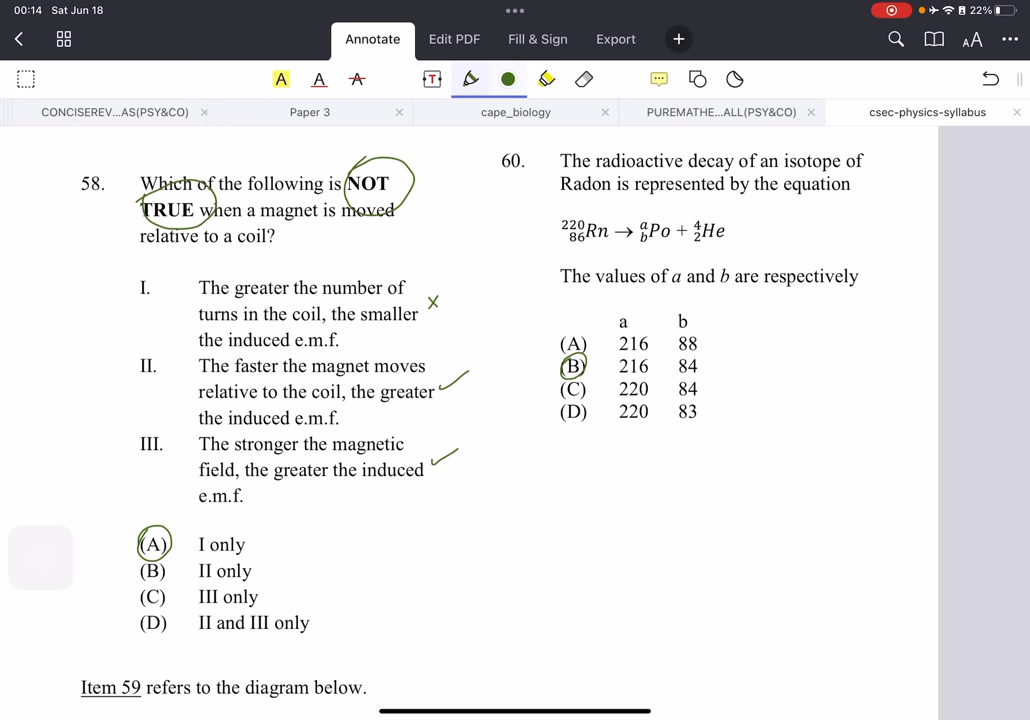 00:14 Sat Jun 18
22%
Annotate
Edit PDF
Fill & Sign
Export
+
AA
A A A T
CONCISEREV...AS(PSY&CO) ×
Paper 3 ×
cape_biology ×
PUREMATHE...ALL(PSY&CO) ×
csec-physics-syllabus ×
58. Which of the following is NOT
TRUE when a magnet is moved
relative to a coil?
I. The greater the number of
turns in the coil, the smaller ×
the induced e.m.f.
II. The faster the magnet moves
relative to the coil, the greater ✓
the induced e.m.f.
III. The stronger the magnetic
field, the greater the induced ✓
e.m.f.
(A) I only
(B) II only
(C) III only
(D) II and III only
Item 59 refers to the diagram below.
60. The radioactive decay of an isotope of
Radon is represented by the equation
²²⁰₈₆Rn → ᵃ_bPo + ⁴₂He
The values of a and b are respectively
a b
(A) 216 88
(B) 216 84
(C) 220 84
(D) 220 83